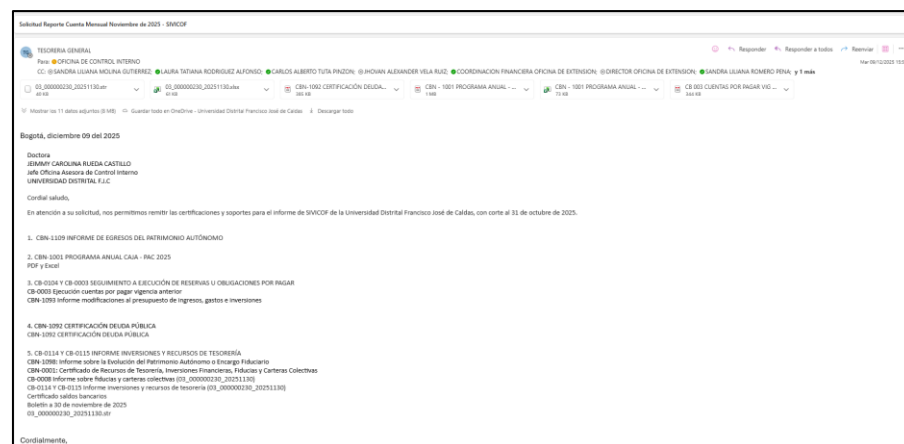 Solicitud Reporte Cuenta Mensual Noviembre de 2025 - SIVICOF
TESORERIA GENERAL
Responder Responder a todos Reenviar
Para: OFICINA DE CONTROL INTERNO
Mar 09/12/2025
CC: SANDRA LILIANA MOLINA GUTIERREZ; LAURA TATIANA RODRIGUEZ ALFONSO; CARLOS ALBERTO TUTA PINZON; JHOVAN ALEXANDER VELA RUIZ; COORDINACION FINANCIERA OFICINA DE EXTENSION; DIRECTOR OFICINA DE EXTENSION; SANDRA LILIANA ROMERO PENA; y 1 más
03_000000230_20251130.str 03_000000230_20251130.xlsx CBN-1092 CERTIFICACIÓN DEUDA... CBN - 1001 PROGRAMA ANUAL - ... CBN - 1001 PROGRAMA ANUAL - ... CB 003 CUENTAS POR PAGAR VIG ...
Mostrar los 11 datos adjuntos (6 MB) Guardar todo en OneDrive - Universidad Distrital Francisco José de Caldas Descargar todo
Bogotá, diciembre 09 del 2025
Doctora
JEIMMY CAROLINA RUEDA CASTILLO
Jefe Oficina Asesora de Control Interno
UNIVERSIDAD DISTRITAL F.J.C
Cordial saludo,
En atención a su solicitud, nos permitimos remitir las certificaciones y soportes para el informe de SIVICOF de la Universidad Distrital Francisco José de Caldas, con corte al 31 de octubre de 2025.
1. CBN-1109 INFORME DE EGRESOS DEL PATRIMONIO AUTÓNOMO
2. CBN-1001 PROGRAMA ANUAL CAJA - PAC 2025
PDF y Excel
3. CB-0104 Y CB-0003 SEGUIMIENTO A EJECUCIÓN DE RESERVAS U OBLIGACIONES POR PAGAR
CB-0003 Ejecución cuentas por pagar vigencia anterior
CBN-1093 Informe modificaciones al presupuesto de ingresos, gastos e inversiones
4. CBN-1092 CERTIFICACIÓN DEUDA PÚBLICA
CBN-1092 CERTIFICACIÓN DEUDA PÚBLICA
5. CB-0114 Y CB-0115 INFORME INVERSIONES Y RECURSOS DE TESORERÍA
CBN-1098: Informe sobre la Evolución del Patrimonio Autónomo o Encargo Fiduciario
CBN-0001: Certificado de Recursos de Tesorería, Inversiones Financieras, Fiducias y Carteras Colectivas
CB-0008 Informe sobre fiducias y carteras colectivas (03_000000230_20251130)
CB-0114 Y CB-0115 Informe inversiones y recursos de tesorería (03_000000230_20251130)
Certificado saldos bancarios
Boletín a 30 de noviembre de 2025
03_000000230_20251130.str
Cordialmente,